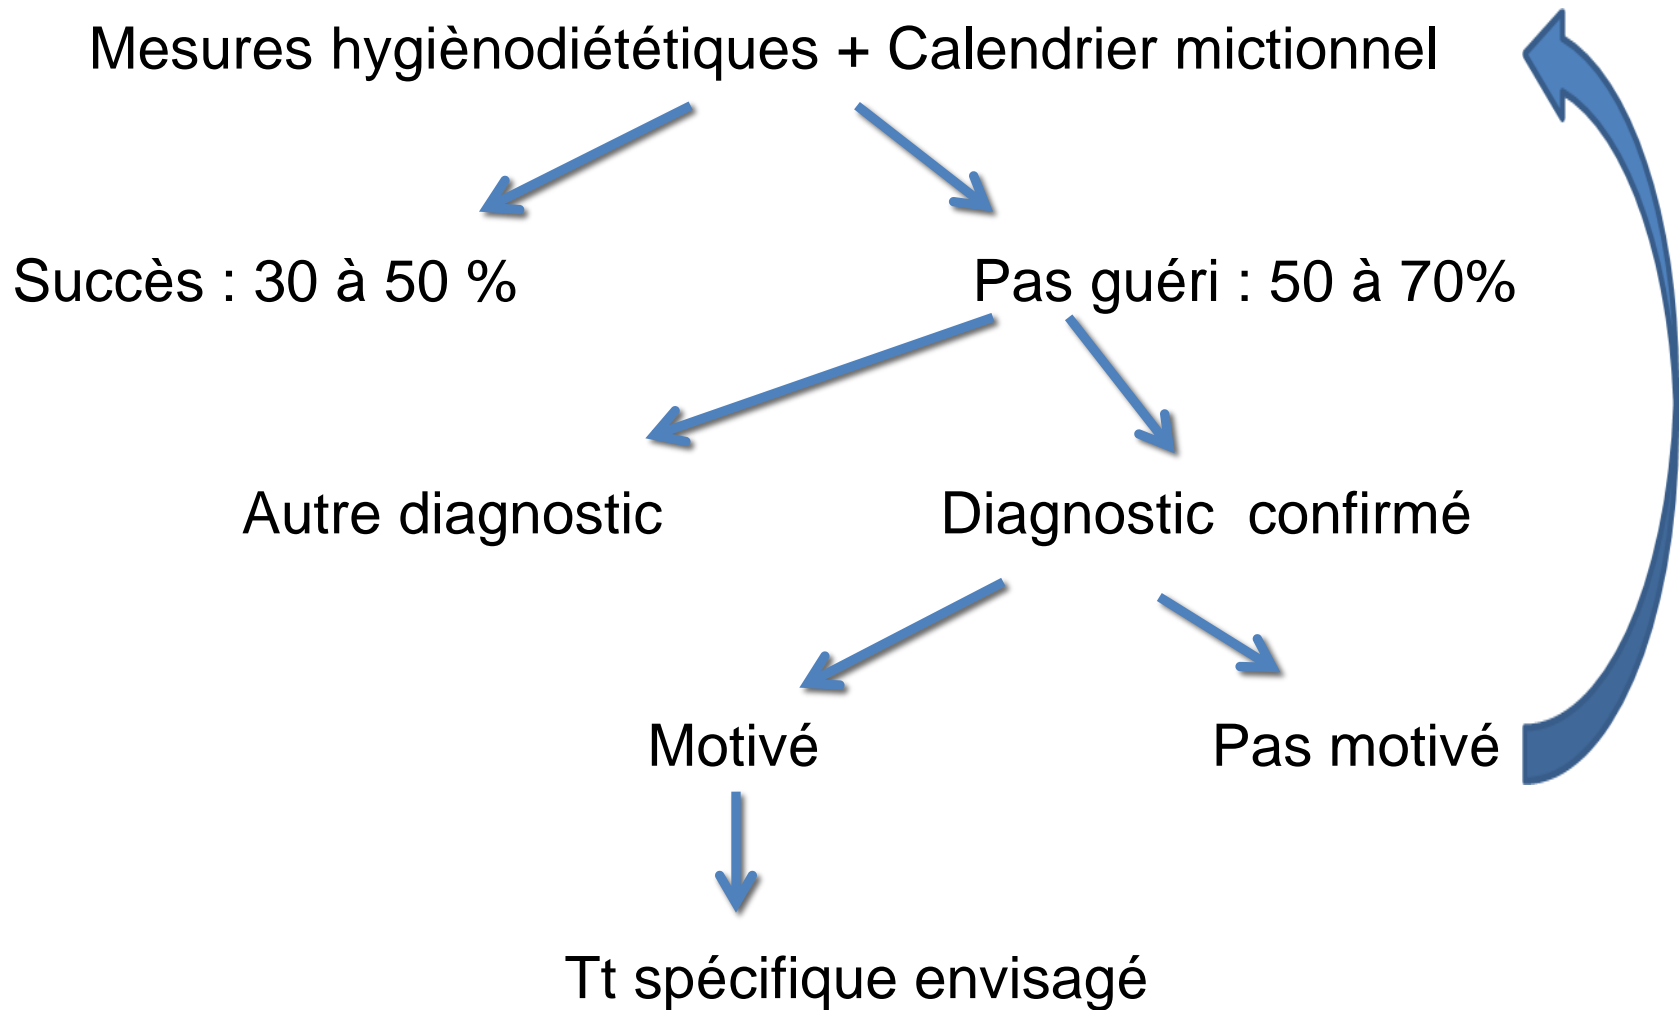 Mesures hygiènodiététiques + Calendrier mictionnel
Succès : 30 à 50 %
Pas guéri : 50 à 70%
Autre diagnostic
Diagnostic confirmé
Motivé
Pas motivé
Tt spécifique envisagé